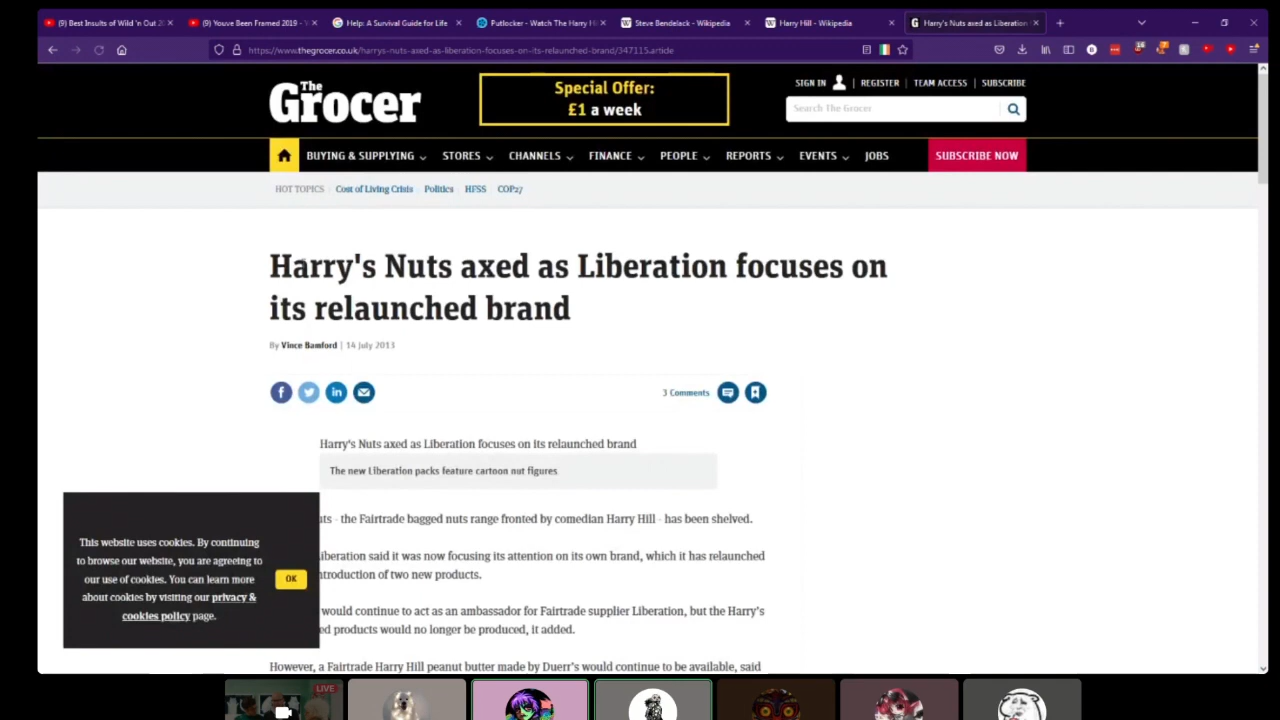 (9) Best Insults of Wild 'n Out 20
(9) Youve Been Framed 2019 -
Help: A Survival Guide for Life
Putlocker - Watch The Harry H
Steve Bendelack - Wikipedia
Harry Hill - Wikipedia
Harry's Nuts axed as Liberation
https://www.thegrocer.co.uk/harrys-nuts-axed-as-liberation-focuses-on-its-relaunched-brand/347115.article
The
Grocer
Special Offer:
£1 a week
SIGN IN | REGISTER | TEAM ACCESS | SUBSCRIBE
Search The Grocer
BUYING & SUPPLYING STORES CHANNELS FINANCE PEOPLE REPORTS EVENTS JOBS SUBSCRIBE NOW
HOT TOPICS Cost of Living Crisis Politics HFSS COP27
Harry's Nuts axed as Liberation focuses on
its relaunched brand
By Vince Bamford | 14 July 2013
3 Comments
Harry's Nuts axed as Liberation focuses on its relaunched brand
The new Liberation packs feature cartoon nut figures
uts - the Fairtrade bagged nuts range fronted by comedian Harry Hill - has been shelved.
iberation said it was now focusing its attention on its own brand, which it has relaunched
ntroduction of two new products.
would continue to act as an ambassador for Fairtrade supplier Liberation, but the Harry's
ed products would no longer be produced, it added.
However, a Fairtrade Harry Hill peanut butter made by Duerr's would continue to be available, said
This website uses cookies. By continuing
to browse our website, you are agreeing to
our use of cookies. You can learn more
about cookies by visiting our privacy &
cookies policy page.
OK
LIVE